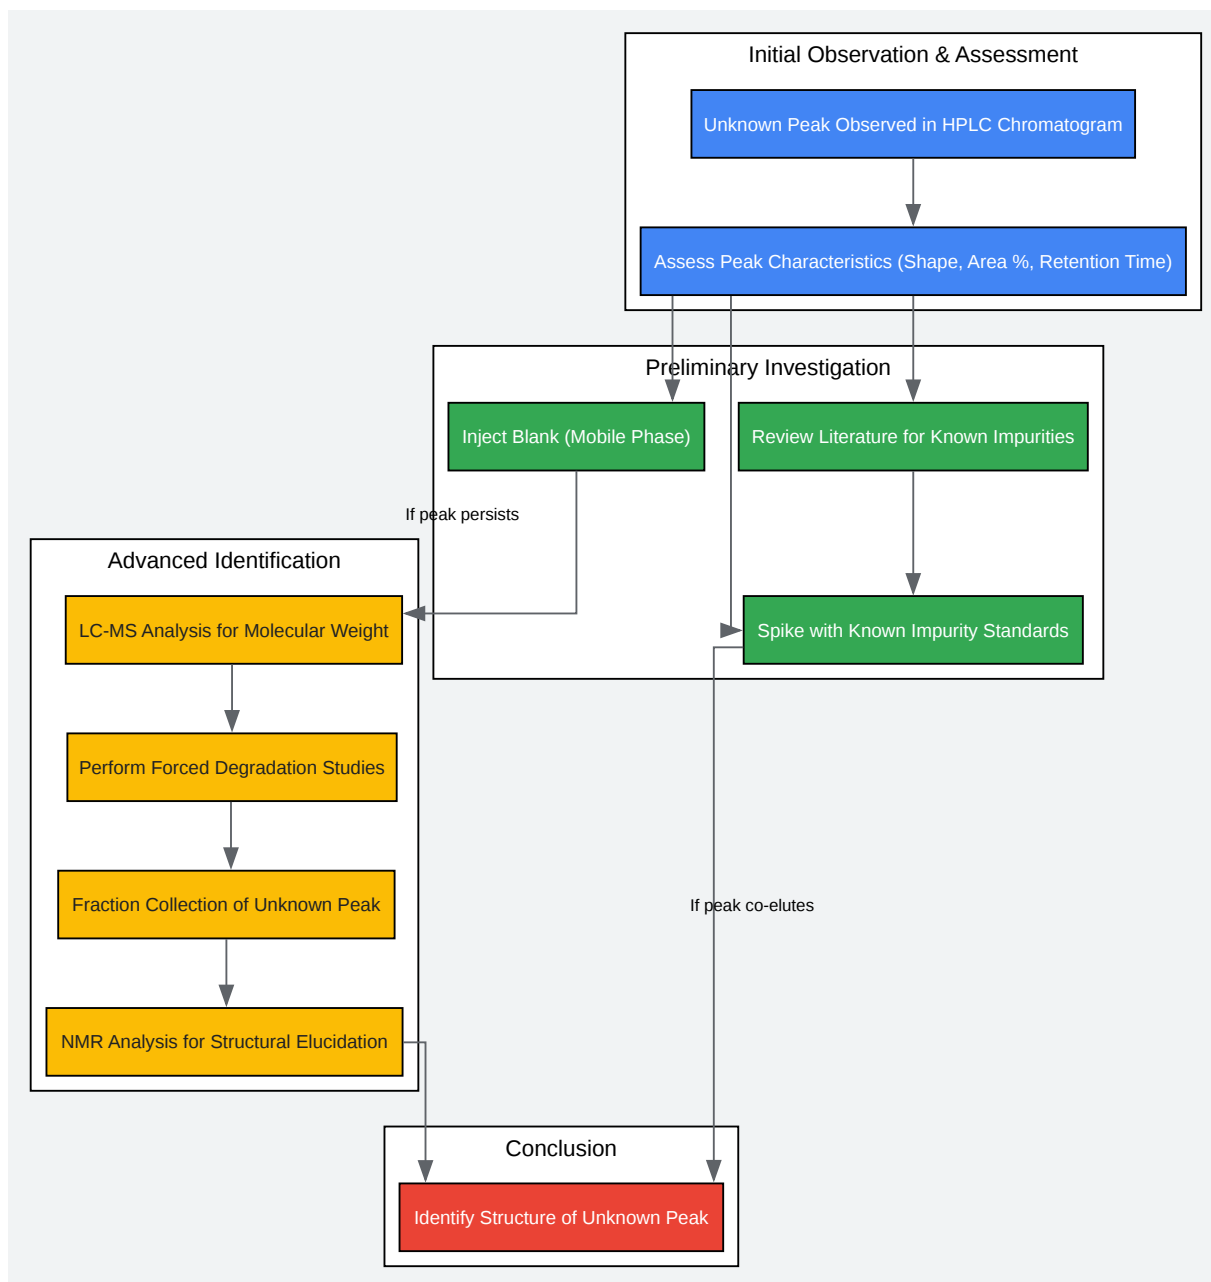 Initial Observation & Assessment
Unknown Peak Observed in HPLC Chromatogram
Assess Peak Characteristics (Shape, Area %, Retention Time)
Preliminary Investigation
Inject Blank (Mobile Phase)
Review Literature for Known Impurities
If peak persists
Spike with Known Impurity Standards
Advanced Identification
LC-MS Analysis for Molecular Weight
Perform Forced Degradation Studies
Fraction Collection of Unknown Peak
NMR Analysis for Structural Elucidation
If peak co-elutes
Conclusion
Identify Structure of Unknown Peak